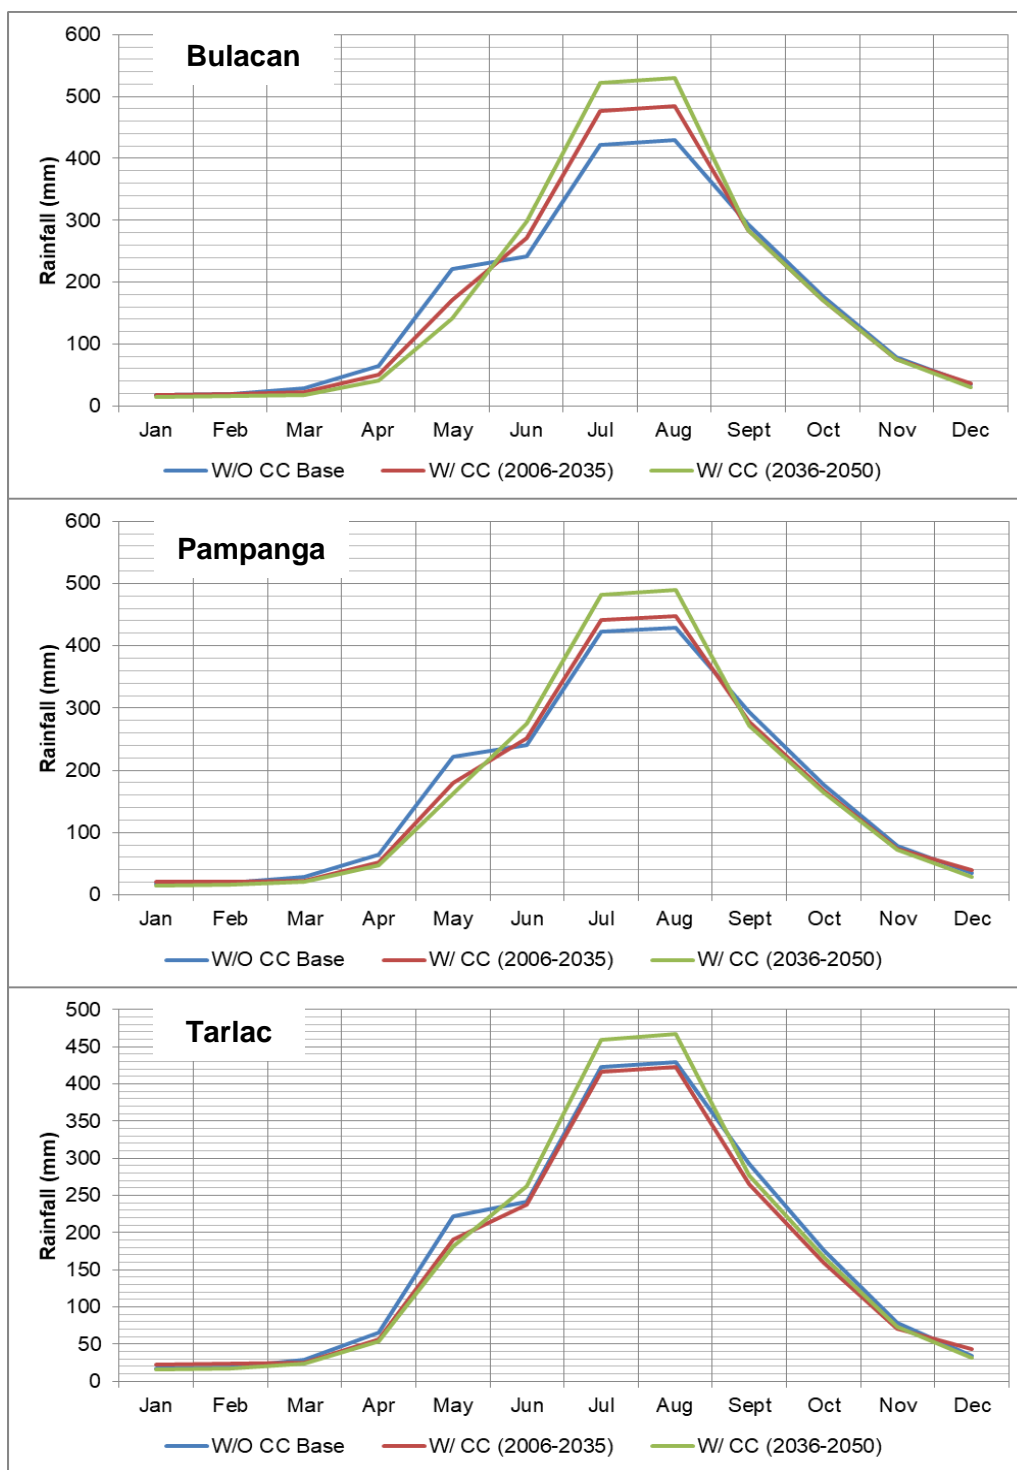 Bulacan
Rainfall (mm)
600
500
400
300
200
100
0
Jan Feb Mar Apr May Jun Jul Aug Sept Oct Nov Dec
W/O CC Base W/ CC (2006-2035) W/ CC (2036-2050)
Pampanga
Rainfall (mm)
600
500
400
300
200
100
0
Jan Feb Mar Apr May Jun Jul Aug Sept Oct Nov Dec
W/O CC Base W/ CC (2006-2035) W/ CC (2036-2050)
Tarlac
Rainfall (mm)
500
450
400
350
300
250
200
150
100
50
0
Jan Feb Mar Apr May Jun Jul Aug Sept Oct Nov Dec
W/O CC Base W/ CC (2006-2035) W/ CC (2036-2050)